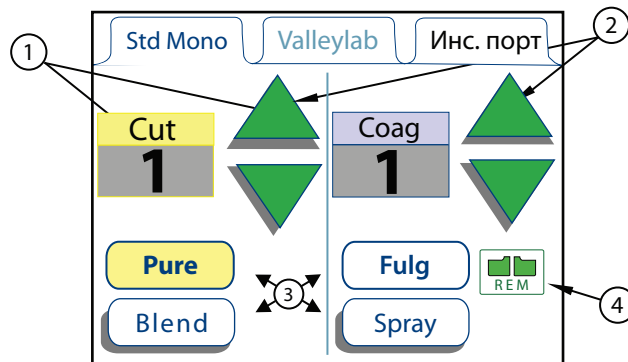 1
2
Std Mono
Valleylab
Инс. порт
Cut
1
Coag
1
Pure
Fulg
REM
3
Blend
Spray
4